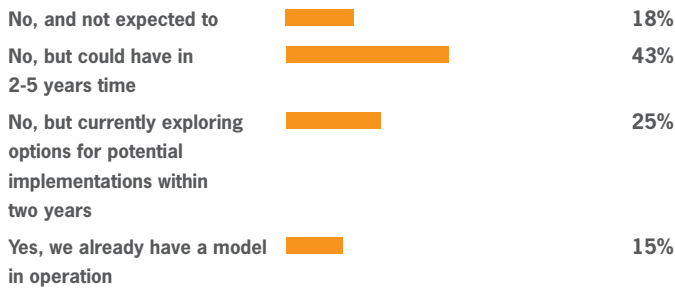 No, and not expected to 18%
No, but could have in 43%
2-5 years time
No, but currently exploring 25%
options for potential
implementations within
two years
Yes, we already have a model 15%
in operation